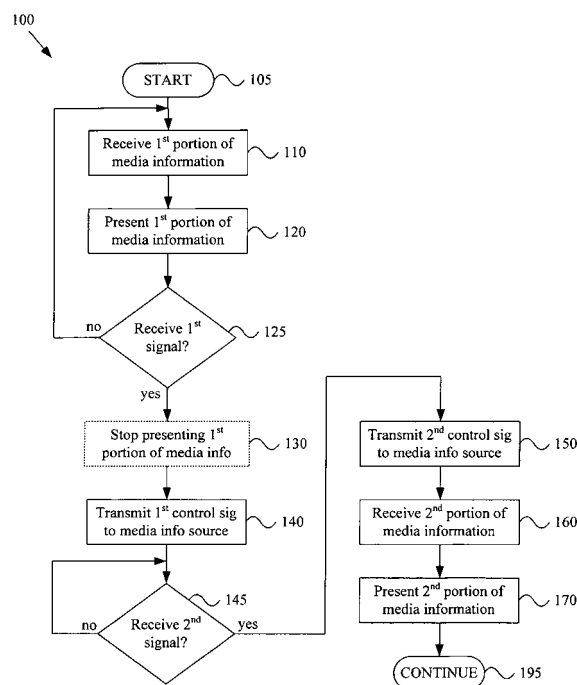 100
START
105
Receive 1st portion of
media information
110
Present 1st portion of
media information
120
Receive 1st
signal?
125
no
yes
Stop presenting 1st
portion of media info
130
Transmit 1st control sig
to media info source
140
145
Receive 2nd
signal?
no
yes
Transmit 2nd control sig
to media info source
150
Receive 2nd portion of
media information
160
Present 2nd portion of
media information
170
CONTINUE
195